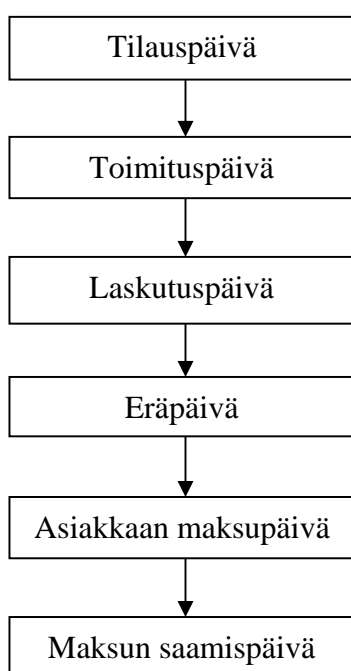 Tilauspäivä
Toimituspäivä
Laskutuspäivä
Eräpäivä
Asiakkaan maksupäivä
Maksun saamispäivä